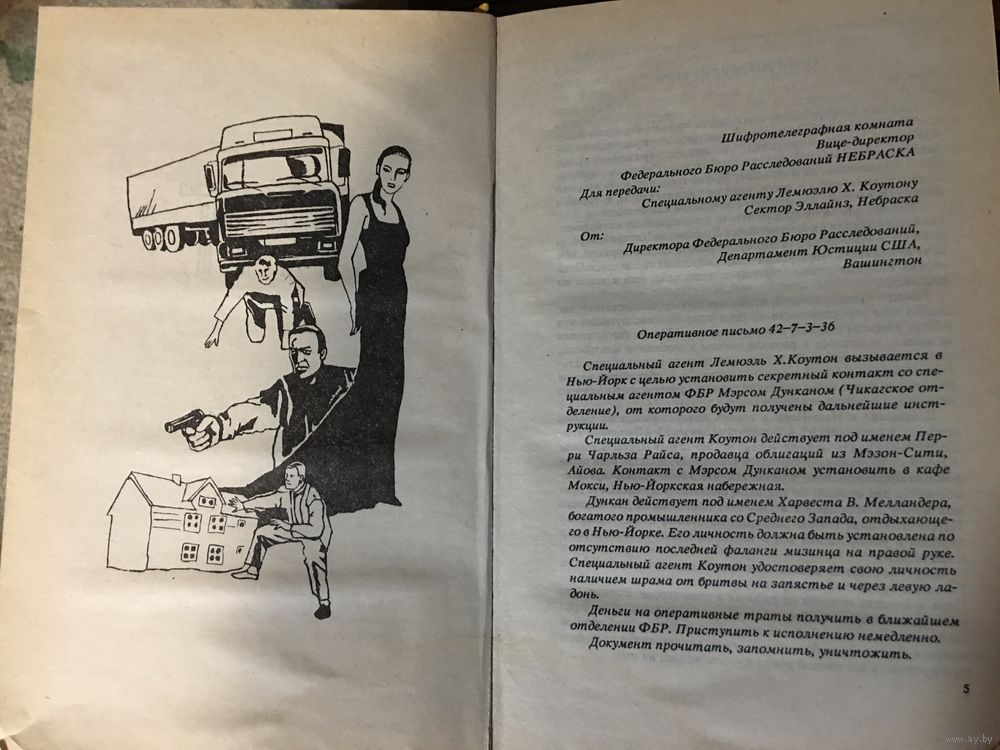 Шифротелеграфная комната
Вице-директор
Федерального Бюро Расследований НЕБРАСКА
Для передачи:
Специальному агенту Лемюэлю Х. Коутону
Сектор Эллайнз, Небраска
От:
Директора Федерального Бюро Расследований,
Департамент Юстиции США,
Вашингтон
Оперативное письмо 42–7–3–36
Специальный агент Лемюэль Х.Коутон вызывается в
Нью-Йорк с целью установить секретный контакт со спе-
циальным агентом ФБР Мэрсом Дунканом (Чикагское от-
деление), от которого будут получены дальнейшие инст-
рукции.
Специальный агент Коутон действует под именем Пер-
ри Чарльза Райса, продавца облигаций из Мэзон-Сити,
Айова. Контакт с Мэрсом Дунканом установить в кафе
Мокси, Нью-Йоркская набережная.
Дункан действует под именем Харвеста В. Мелландера,
богатого промышленника со Среднего Запада, отдыхающе-
го в Нью-Йорке. Его личность должна быть установлена по
отсутствию последней фаланги мизинца на правой руке.
Специальный агент Коутон удостоверяет свою личность
наличием шрама от бритвы на запястье и через левую ла-
донь.
Деньги на оперативные траты получить в ближайшем
отделении ФБР. Приступить к исполнению немедленно.
Документ прочитать, запомнить, уничтожить.
5
www.ay.by